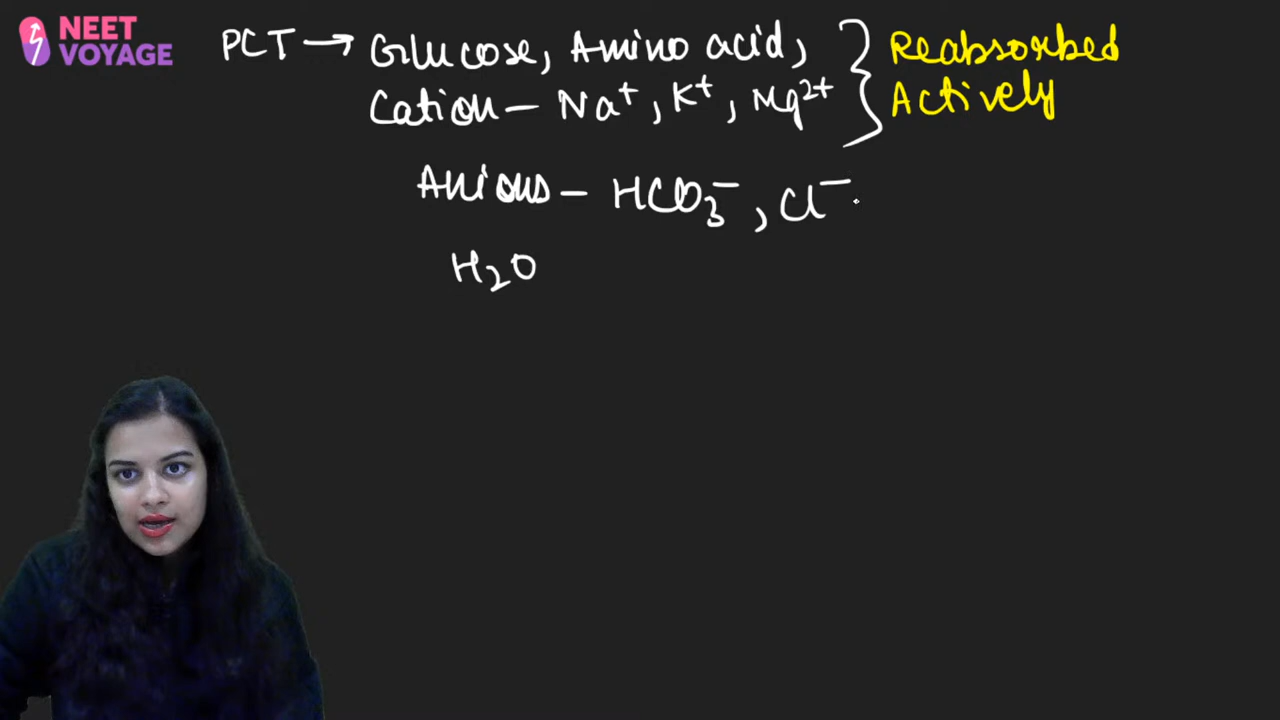 NEET
VOYAGE
PCT → Glucose, Amino acid,
Cation – Na⁺, K⁺, Mg²⁺
Reabsorbed
Actively
Anions – HCO₃⁻, Cl⁻
H₂O